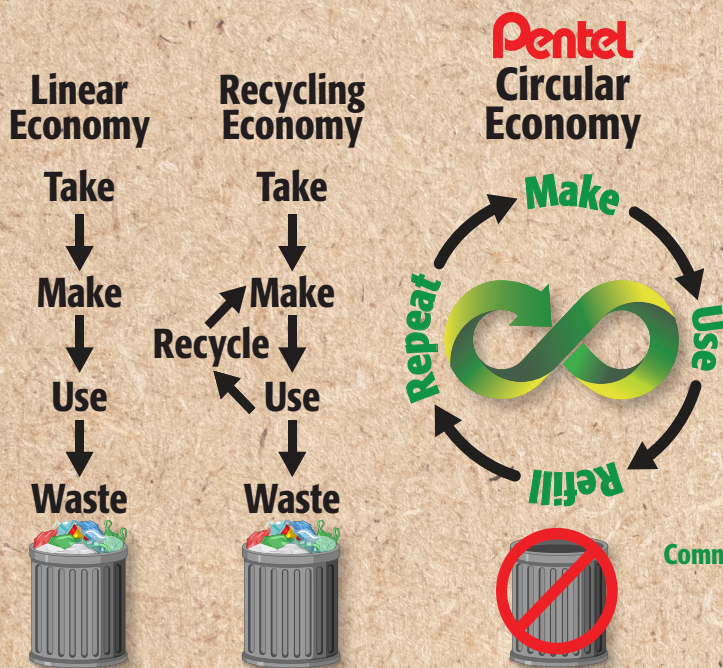 Linear
Economy
Take
Make
Use
Waste
Recycling
Economy
Take
Make
Recycle
Use
Waste
Pentel
Circular
Economy
Make
Use
Refill
Repeat